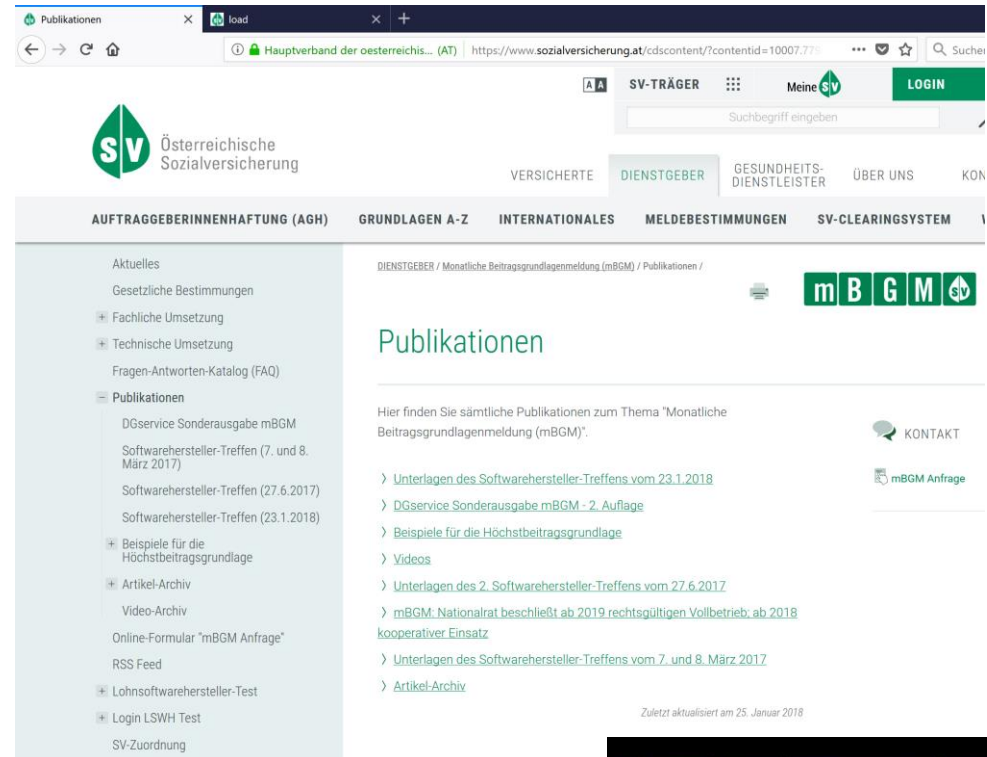 Publikationen
load
Hauptverband der oesterreichis... (AT)
https://www.sozialversicherung.at/cdscontent/?contentid=10007.775
Suchen
A A
SV-TRÄGER
Meine SV
LOGIN
Suchbegriff eingeben
SV
Österreichische
Sozialversicherung
VERSICHERTE
DIENSTGEBER
GESUNDHEITS-
DIENSTLEISTER
ÜBER UNS
KON
AUFTRAGGEBERINNENHAFTUNG (AGH)
GRUNDLAGEN A-Z
INTERNATIONALES
MELDEBESTIMMUNGEN
SV-CLEARINGSYSTEM
Aktuelles
Gesetzliche Bestimmungen
Fachliche Umsetzung
Technische Umsetzung
Fragen-Antworten-Katalog (FAQ)
Publikationen
DGservice Sonderausgabe mBGM
Softwarehersteller-Treffen (7. und 8.
März 2017)
Softwarehersteller-Treffen (27.6.2017)
Softwarehersteller-Treffen (23.1.2018)
Beispiele für die
Höchstbeitragsgrundlage
Artikel-Archiv
Video-Archiv
Online-Formular "mBGM Anfrage"
RSS Feed
Lohnsoftwarehersteller-Test
Login LSWH Test
SV-Zuordnung
DIENSTGEBER / Monatliche Beitragsgrundlagenmeldung (mBGM) / Publikationen /
mBGM SV
Publikationen
Hier finden Sie sämtliche Publikationen zum Thema "Monatliche
Beitragsgrundlagenmeldung (mBGM)".
Unterlagen des Softwarehersteller-Treffens vom 23.1.2018
DGservice Sonderausgabe mBGM - 2. Auflage
Beispiele für die Höchstbeitragsgrundlage
Videos
Unterlagen des 2. Softwarehersteller-Treffens vom 27.6.2017
mBGM: Nationalrat beschließt ab 2019 rechtsgültigen Vollbetrieb; ab 2018
kooperativer Einsatz
Unterlagen des Softwarehersteller-Treffens vom 7. und 8. März 2017
Artikel-Archiv
Zuletzt aktualisiert am 25. Januar 2018
KONTAKT
mBGM Anfrage